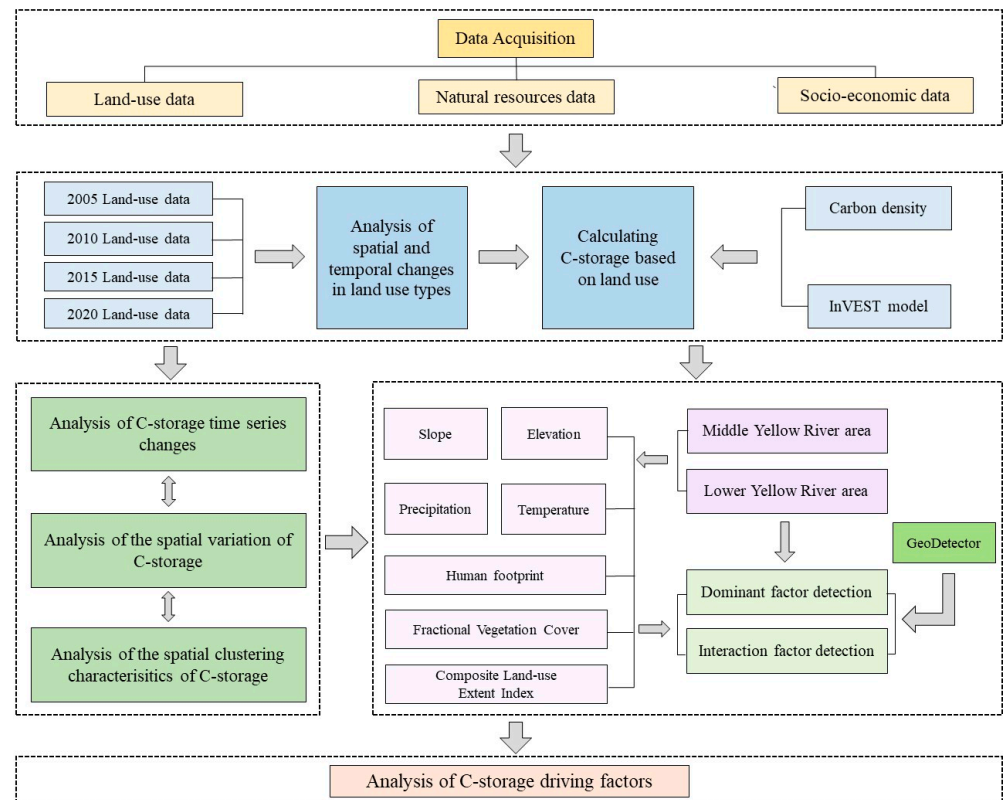 Data Acquisition
Land-use data
Natural resources data
Socio-economic data
2005 Land-use data
2010 Land-use data
2015 Land-use data
2020 Land-use data
Analysis of
spatial and
temporal changes
in land use types
Calculating
C-storage based
on land use
Carbon density
InVEST model
Analysis of C-storage time series
changes
Analysis of the spatial variation of
C-storage
Analysis of the spatial clustering
characterisitics of C-storage
Slope
Elevation
Precipitation
Temperature
Human footprint
Fractional Vegetation Cover
Composite Land-use
Extent Index
Middle Yellow River area
Lower Yellow River area
GeoDetector
Dominant factor detection
Interaction factor detection
Analysis of C-storage driving factors